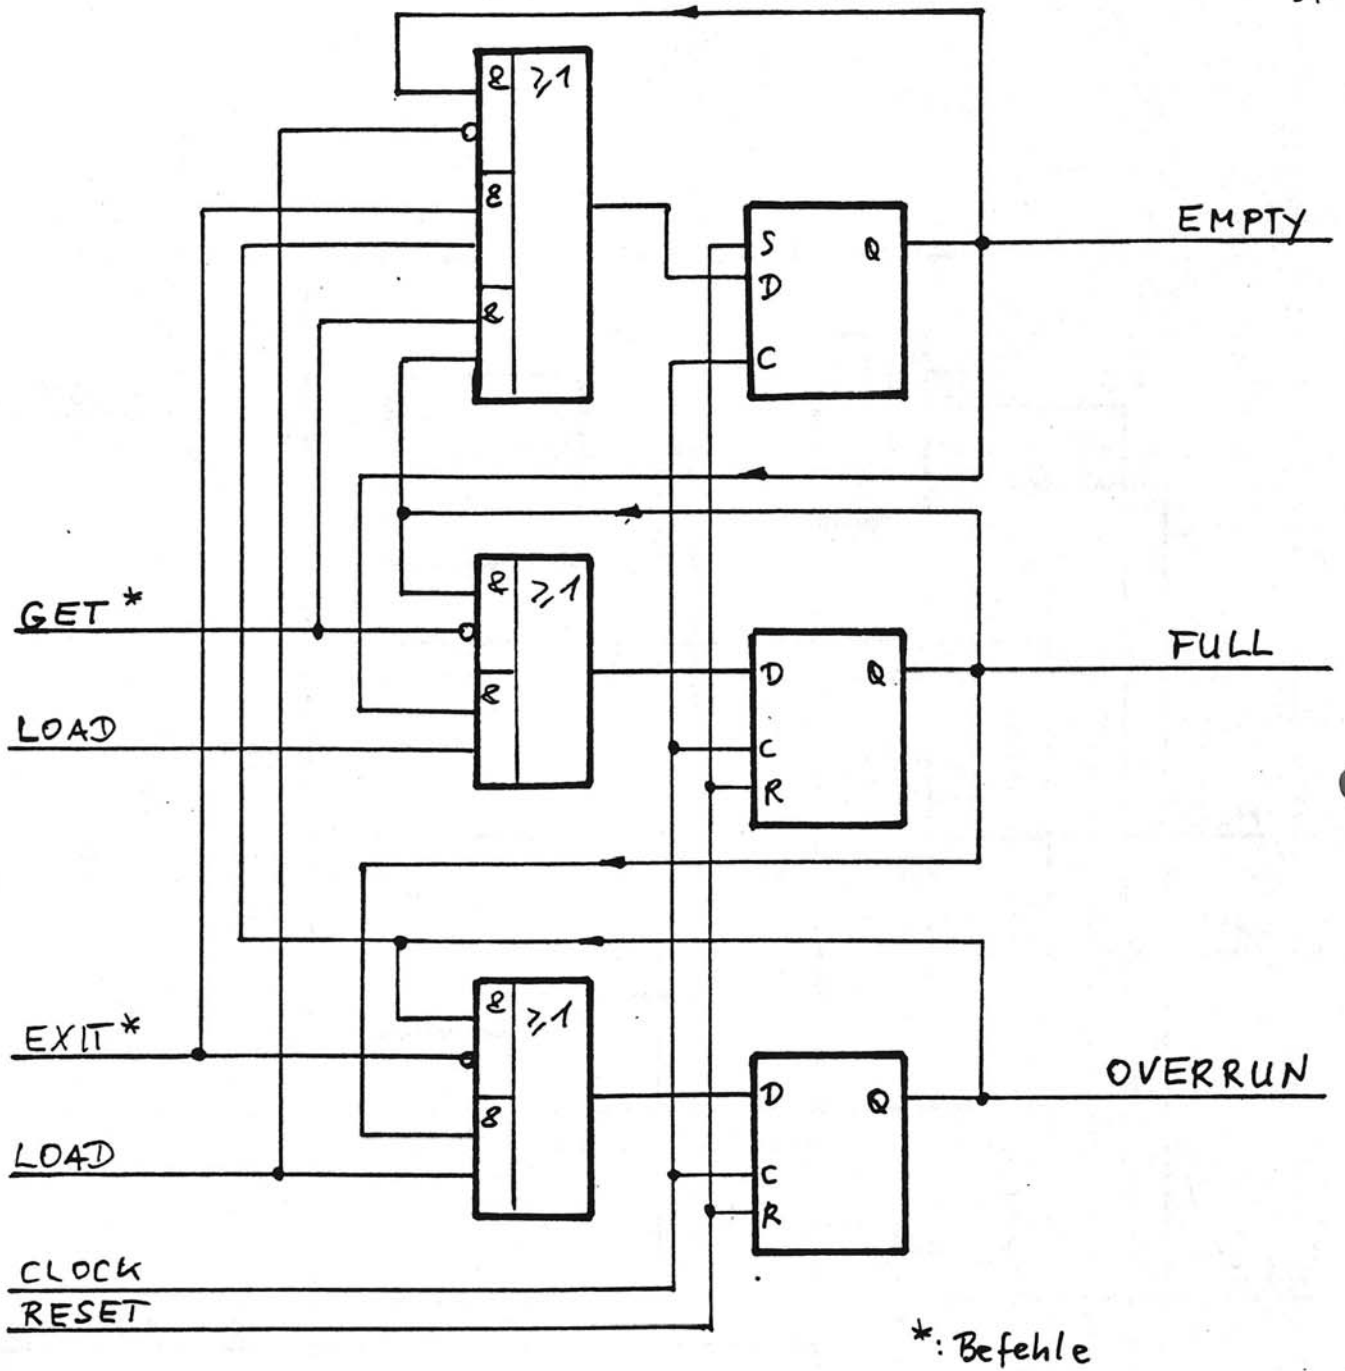 & ≥1
&
&
S Q
D
C
EMPTY
GET *
LOAD
& ≥1
&
D Q
C
R
FULL
EXIT *
LOAD
& ≥1
&
D Q
C
R
OVERRUN
CLOCK
RESET
*: Befehle